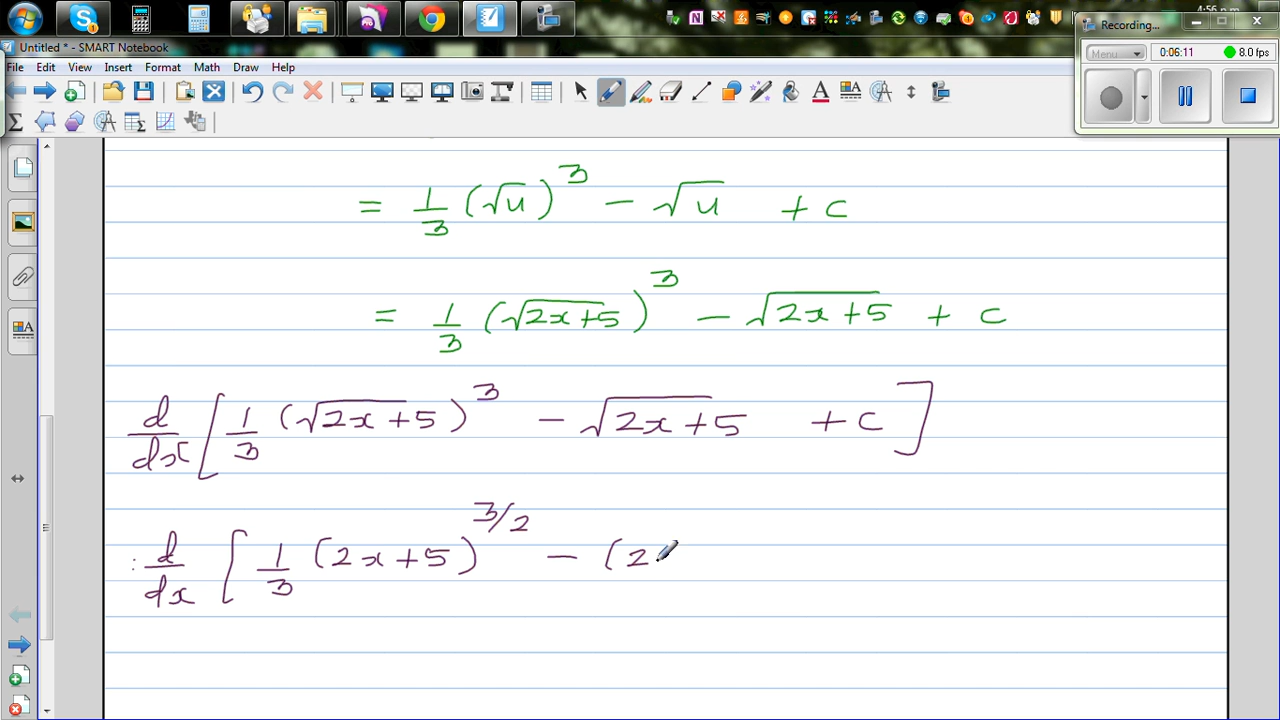 4:56 p.m.
Untitled * - SMART Notebook
Recording...
File Edit View Insert Format Math Draw Help
Menu 0:06:11 8.0 fps
= 1/3 (√u)^3 - √u + c
= 1/3 (√2x+5)^3 - √2x+5 + c
d/dx [1/3 (√2x+5)^3 - √2x+5 + c]
: d/dx [1/3 (2x+5)^3/2 - (2